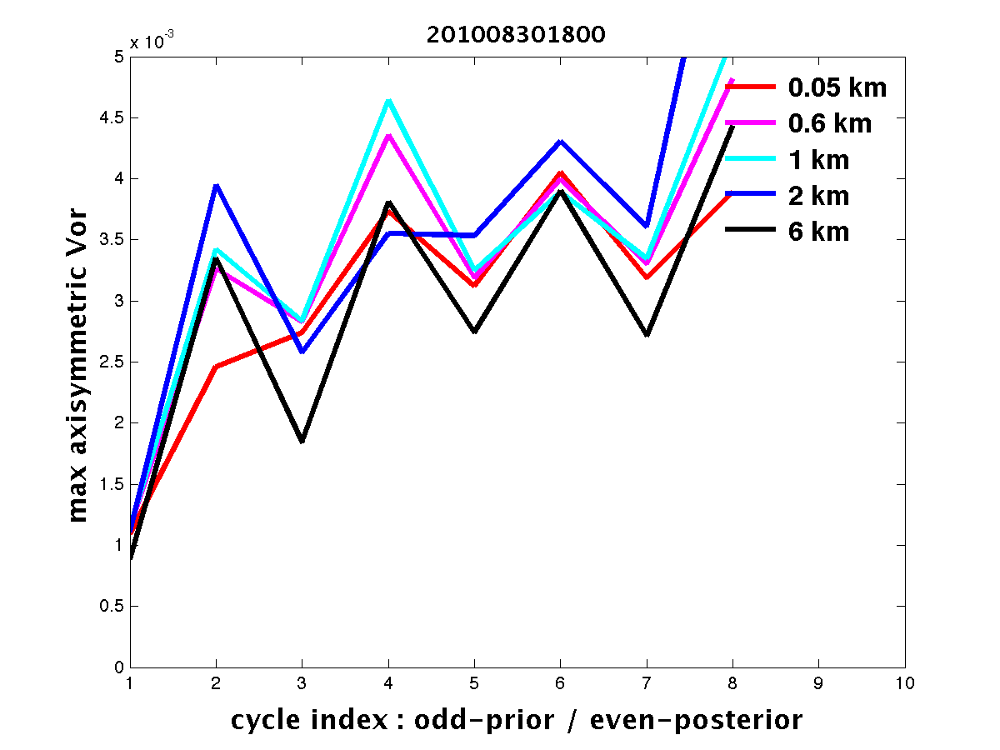 201008301800
x 10-3
5
4.5
4
3.5
3
2.5
2
1.5
1
0.5
0
max axisymmetric Vor
0.05 km
0.6 km
1 km
2 km
6 km
1 2 3 4 5 6 7 8 9 10
cycle index : odd-prior / even-posterior